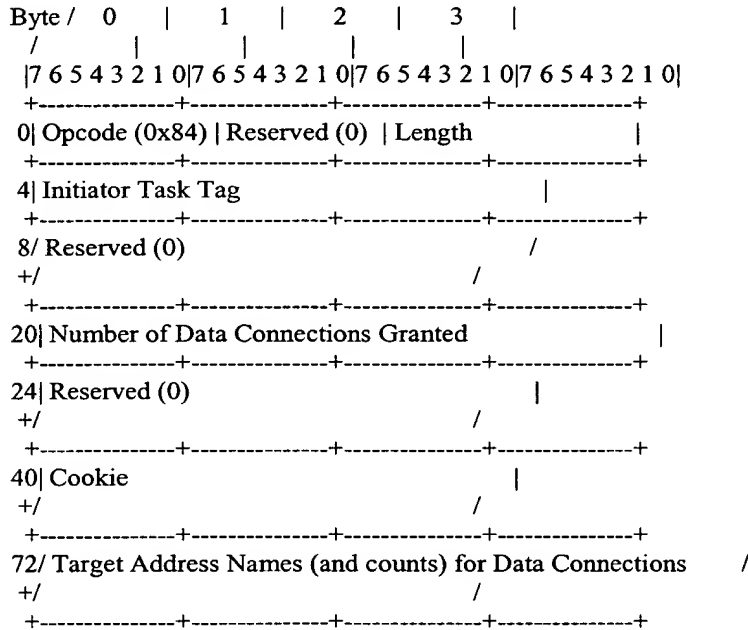 Byte / 0 | 1 | 2 | 3 |
/ | | | |
|7 6 5 4 3 2 1 0|7 6 5 4 3 2 1 0|7 6 5 4 3 2 1 0|7 6 5 4 3 2 1 0|
+---------------+---------------+---------------+---------------+
0| Opcode (0x84) | Reserved (0) | Length |
+---------------+---------------+---------------+---------------+
4| Initiator Task Tag |
+---------------+---------------+---------------+---------------+
8/ Reserved (0) /
+/ /
+---------------+---------------+---------------+---------------+
20| Number of Data Connections Granted |
+---------------+---------------+---------------+---------------+
24| Reserved (0) |
+/ /
+---------------+---------------+---------------+---------------+
40| Cookie |
+/ /
+---------------+---------------+---------------+---------------+
72/ Target Address Names (and counts) for Data Connections /
+/ /
+---------------+---------------+---------------+---------------+